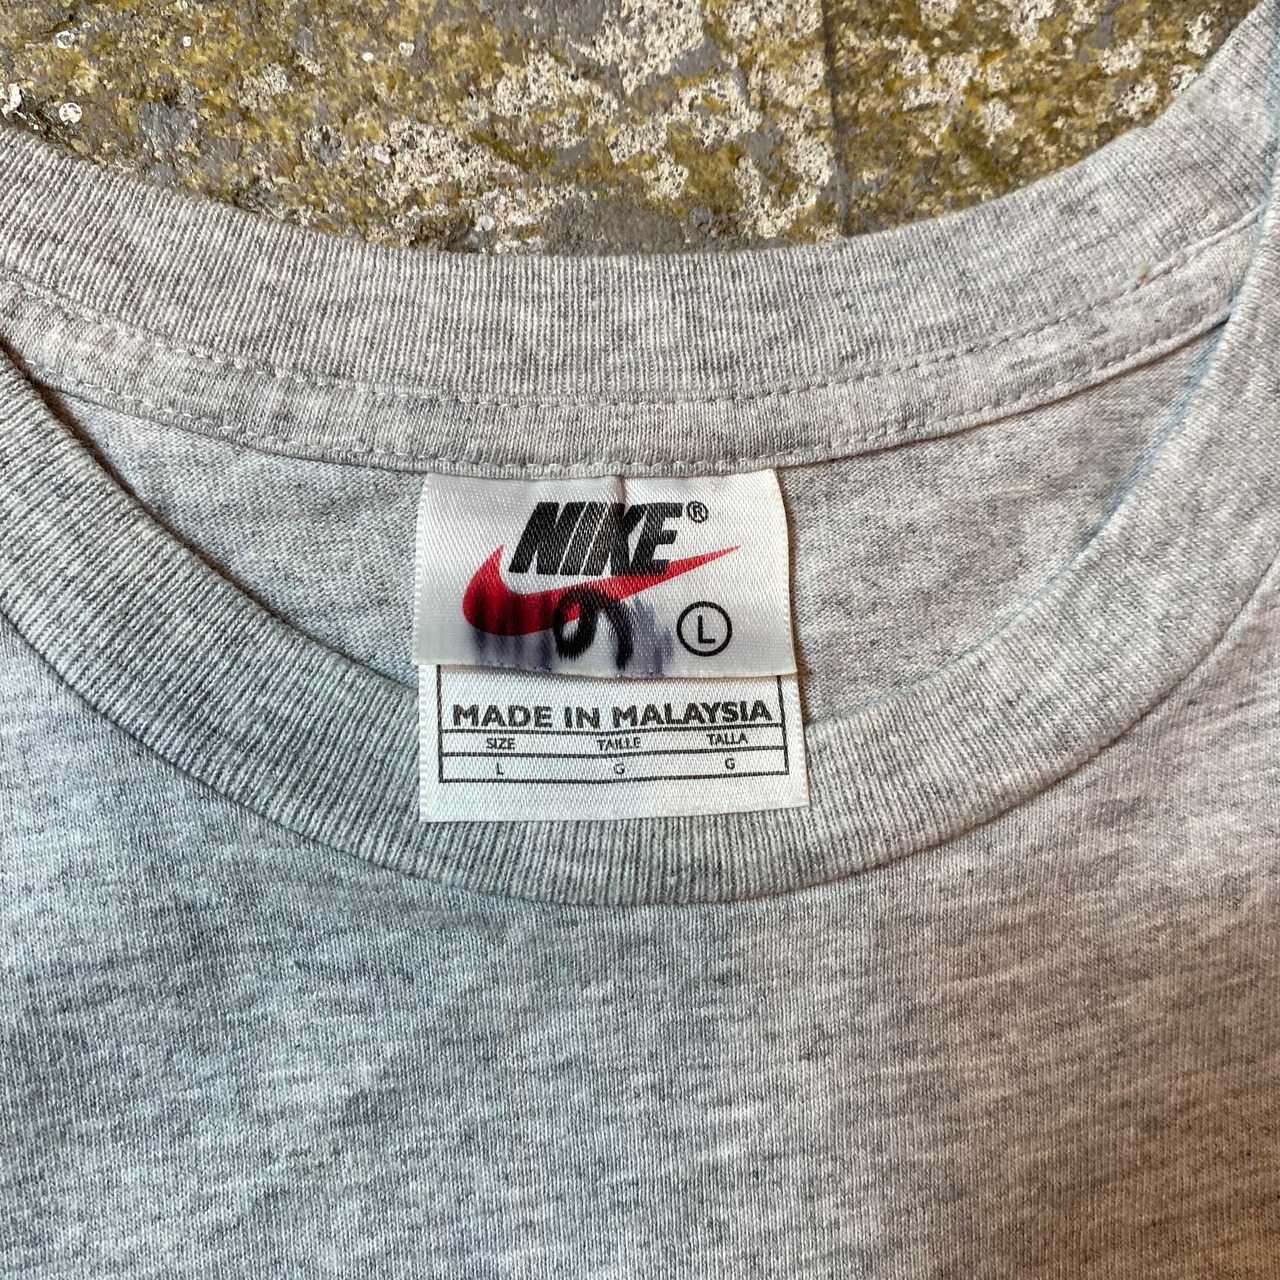 NIKE®
L
MADE IN MALAYSIA
SIZE TAILLE TALLA
L G G